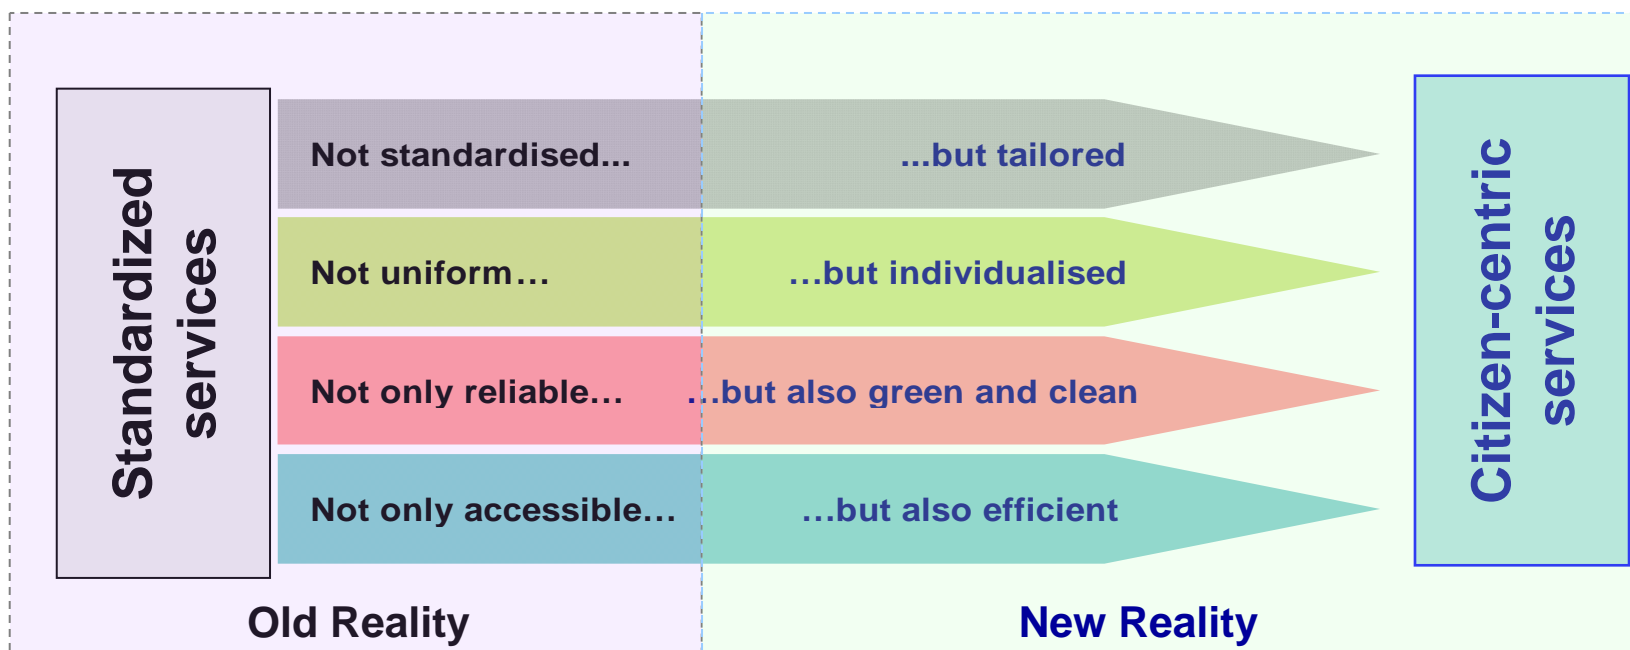 Standardized
services
Not standardised... ...but tailored
Not uniform… …but individualised
Not only reliable… …but also green and clean
Not only accessible… …but also efficient
Citizen-centric
services
Old Reality
New Reality